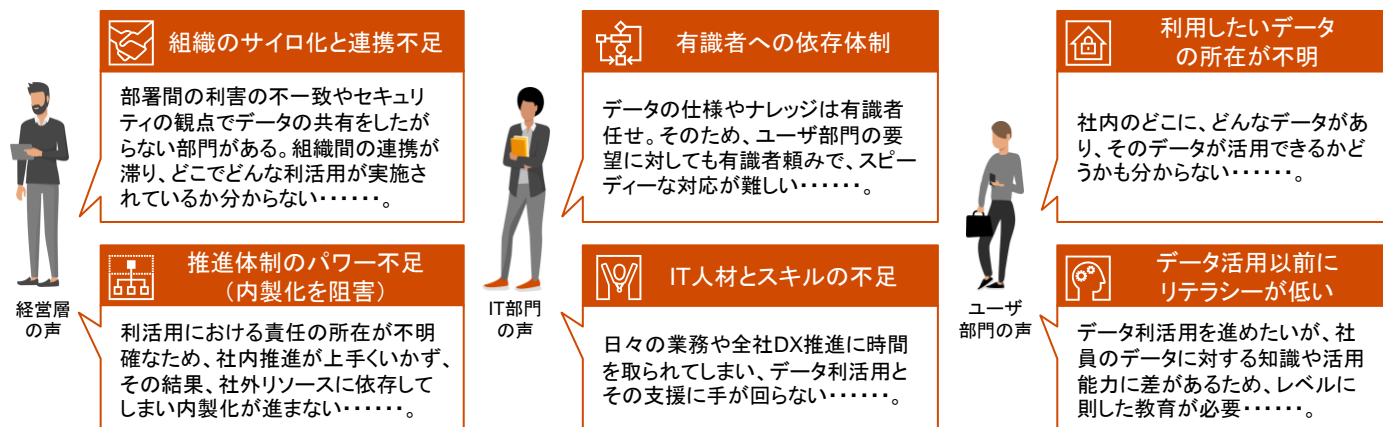 組織のサイロ化と連携不足
部署間の利害の不一致やセキュリ
ティの観点でデータの共有をしたが
らない部門がある。組織間の連携が
滞り、どこでどんな利活用が実施さ
れているか分からない・・・・・・。
推進体制のパワー不足
（内製化を阻害）
利活用における責任の所在が不明
確なため、社内推進が上手くいかず、
その結果、社外リソースに依存して
しまい内製化が進まない・・・・・・。
経営層
の声
有識者への依存体制
データの仕様やナレッジは有識者
任せ。そのため、ユーザ部門の要
望に対しても有識者頼みで、スピー
ディーな対応が難しい・・・・・・。
IT人材とスキルの不足
日々の業務や全社DX推進に時間
を取られてしまい、データ利活用と
その支援に手が回らない・・・・・・。
IT部門
の声
利用したいデータ
の所在が不明
社内のどこに、どんなデータがあ
り、そのデータが活用できるかど
うかも分からない・・・・・・。
データ活用以前に
リテラシーが低い
データ利活用を進めたいが、社
員のデータに対する知識や活用
能力に差があるため、レベルに
則した教育が必要・・・・・・。
ユーザ
部門の声